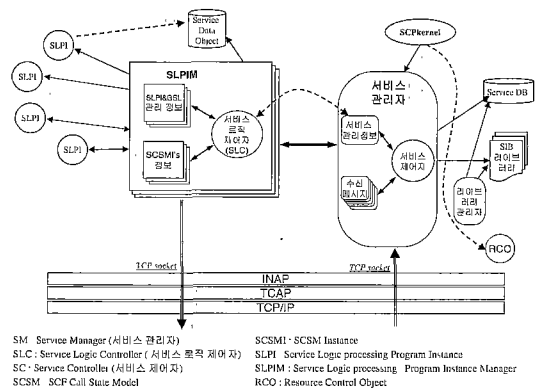 Service
Data
Object
SLPI
SLPI
SLPI
SLPI
SLPIM
SLPI&GSL
관리 정보
SCSMI's
정보
서비스
로직
제어자
(SLC)
SCPkernel
서비스
관리자
서비스
관리정보
수신
메시지
서비스
제어자
Service DB
SIB
라이브
러리
라이브
러리
관리자
RCO
TCP socket
TCP socket
INAP
TCAP
TCP/IP
SM Service Manager (서비스 관리자)
SLC : Service Logic Controller ( 서비스 로직 제어자)
SC · Service Controller (서비스 제어자)
SCSM SCF Call State Model
SCSMI · SCSM Instance
SLPI Service Logic processing Program Instance
SLPIM : Service Logic processing Program Instance Manager
RCO : Resource Control Object